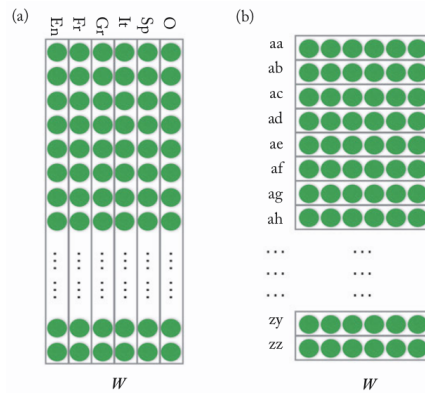 (a)
En Fr Gr It Sp O
W
(b)
aa
ab
ac
ad
ae
af
ag
ah
... ...
... ...
... ...
zy
zz
W